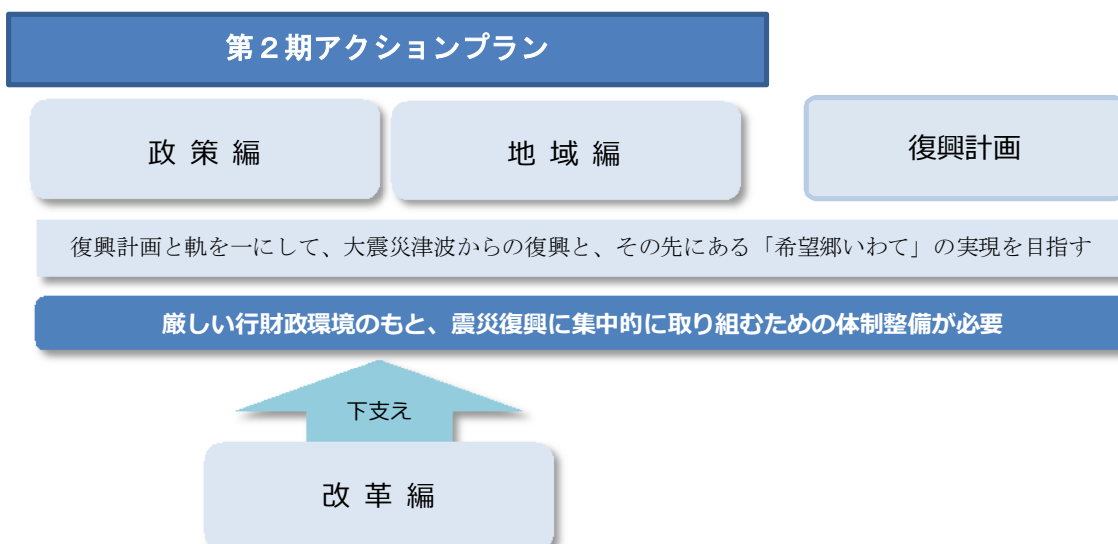 第2期アクションプラン
政 策 編
地 域 編
復興計画
復興計画と軌を一にして、大震災津波からの復興と、その先にある「希望郷いわて」の実現を目指す
厳しい行財政環境のもと、震災復興に集中的に取り組むための体制整備が必要
下支え
改 革 編